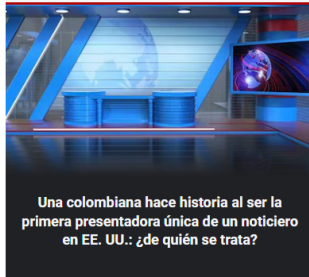 Una colombiana hace historia al ser la
primera presentadora única de un noticiero
en EE. UU.: ¿de quién se trata?